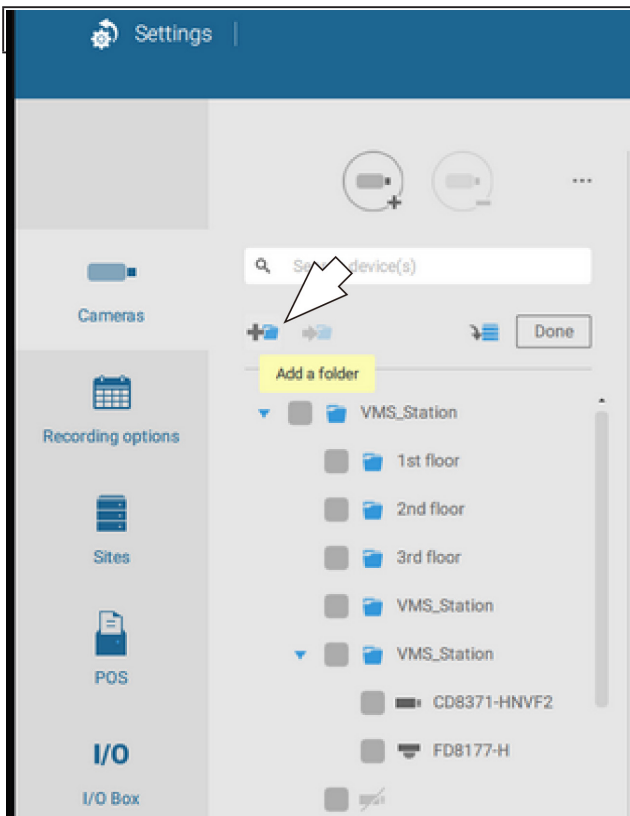 Settings
device(s)
Cameras
Done
Add a folder
VMS_Station
Recording options
1st floor
2nd floor
Sites
3rd floor
VMS_Station
VMS_Station
POS
CD8371-HNVF2
I/O
FD8177-H
I/O Box